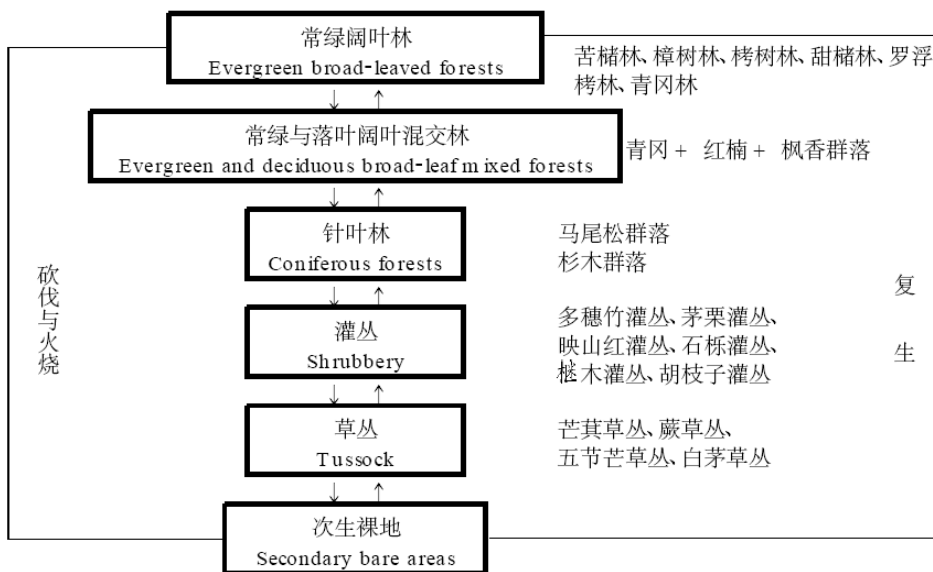 常绿阔叶林
Evergreen broad-leaved forests
苦槠林、樟树林、栲树林、甜槠林、罗浮
栲林、青冈林
常绿与落叶阔叶混交林
Evergreen and deciduous broad-leaf mixed forests
青冈 + 红楠 + 枫香群落
针叶林
Coniferous forests
马尾松群落
杉木群落
砍伐与火烧
复生
灌丛
Shrubbery
多穗竹灌丛、茅栗灌丛、
映山红灌丛、石栎灌丛、
木灌丛、胡枝子灌丛
草丛
Tussock
芒萁草丛、蕨草丛、
五节芒草丛、白茅草丛
次生裸地
Secondary bare areas